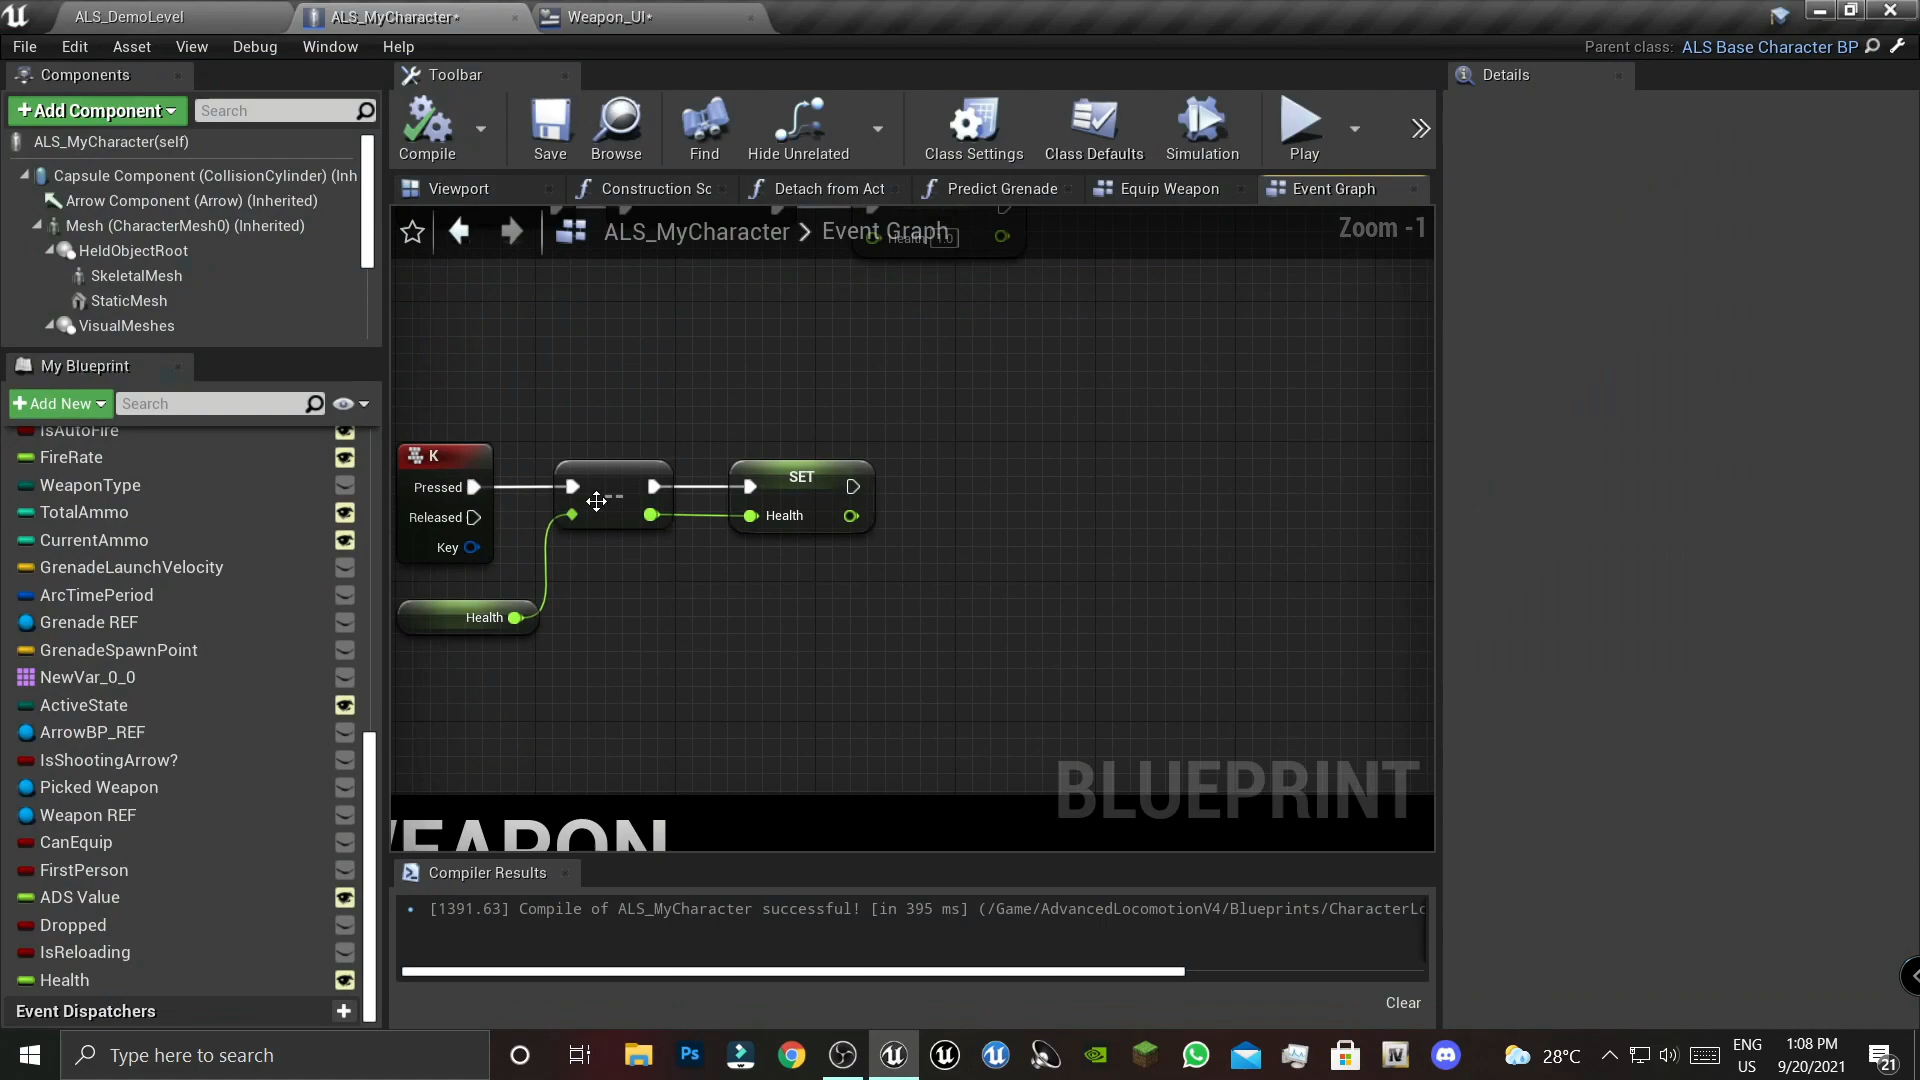 ALS_DemoLevel
ALS_MyCharacter*
Weapon_UI*
File Edit Asset View Debug Window Help
Parent class: ALS Base Character BP
Components
Toolbar
Details
+Add Component
Search
ALS_MyCharacter(self)
Capsule Component (CollisionCylinder) (Inh
Arrow Component (Arrow) (Inherited)
Mesh (CharacterMesh0) (Inherited)
HeldObjectRoot
SkeletalMesh
StaticMesh
VisualMeshes
Compile
Save
Browse
Find
Hide Unrelated
Class Settings
Class Defaults
Simulation
Play
Viewport
Construction Sc
Detach from Act
Predict Grenade
Equip Weapon
Event Graph
ALS_MyCharacter > Event Graph
Zoom -1
Health 1.0
My Blueprint
+Add New
Search
IsAutoFire
FireRate
WeaponType
TotalAmmo
CurrentAmmo
GrenadeLaunchVelocity
ArcTimePeriod
Grenade REF
GrenadeSpawnPoint
NewVar_0_0
ActiveState
ArrowBP_REF
IsShootingArrow?
Picked Weapon
Weapon REF
CanEquip
FirstPerson
ADS Value
Dropped
IsReloading
Health
Event Dispatchers
K
Pressed
Released
Key
--
SET
Health
Health
BLUEPRINT
WEAPON
Compiler Results
[1391.63] Compile of ALS_MyCharacter successful! [in 395 ms] (/Game/AdvancedLocomotionV4/Blueprints/CharacterLo
Clear
Type here to search
Ps
28°C
ENG
US
1:08 PM
9/20/2021
21